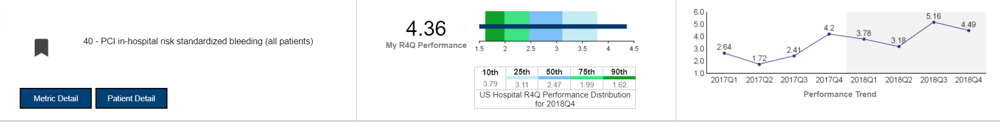 40 - PCI in-hospital risk standardized bleeding (all patients)
Metric Detail
Patient Detail
4.36
My R4Q Performance
1.5 2 2.5 3 3.5 4 4.5
10th 25th 50th 75th 90th
3.79 3.11 2.47 1.99 1.62
US Hospital R4Q Performance Distribution
for 2018Q4
6.0
5.0
4.0
3.0
2.0
1.0
2.64 1.72 2.41 4.2 3.78 3.18 5.16 4.49
2017Q1 2017Q2 2017Q3 2017Q4 2018Q1 2018Q2 2018Q3 2018Q4
Performance Trend